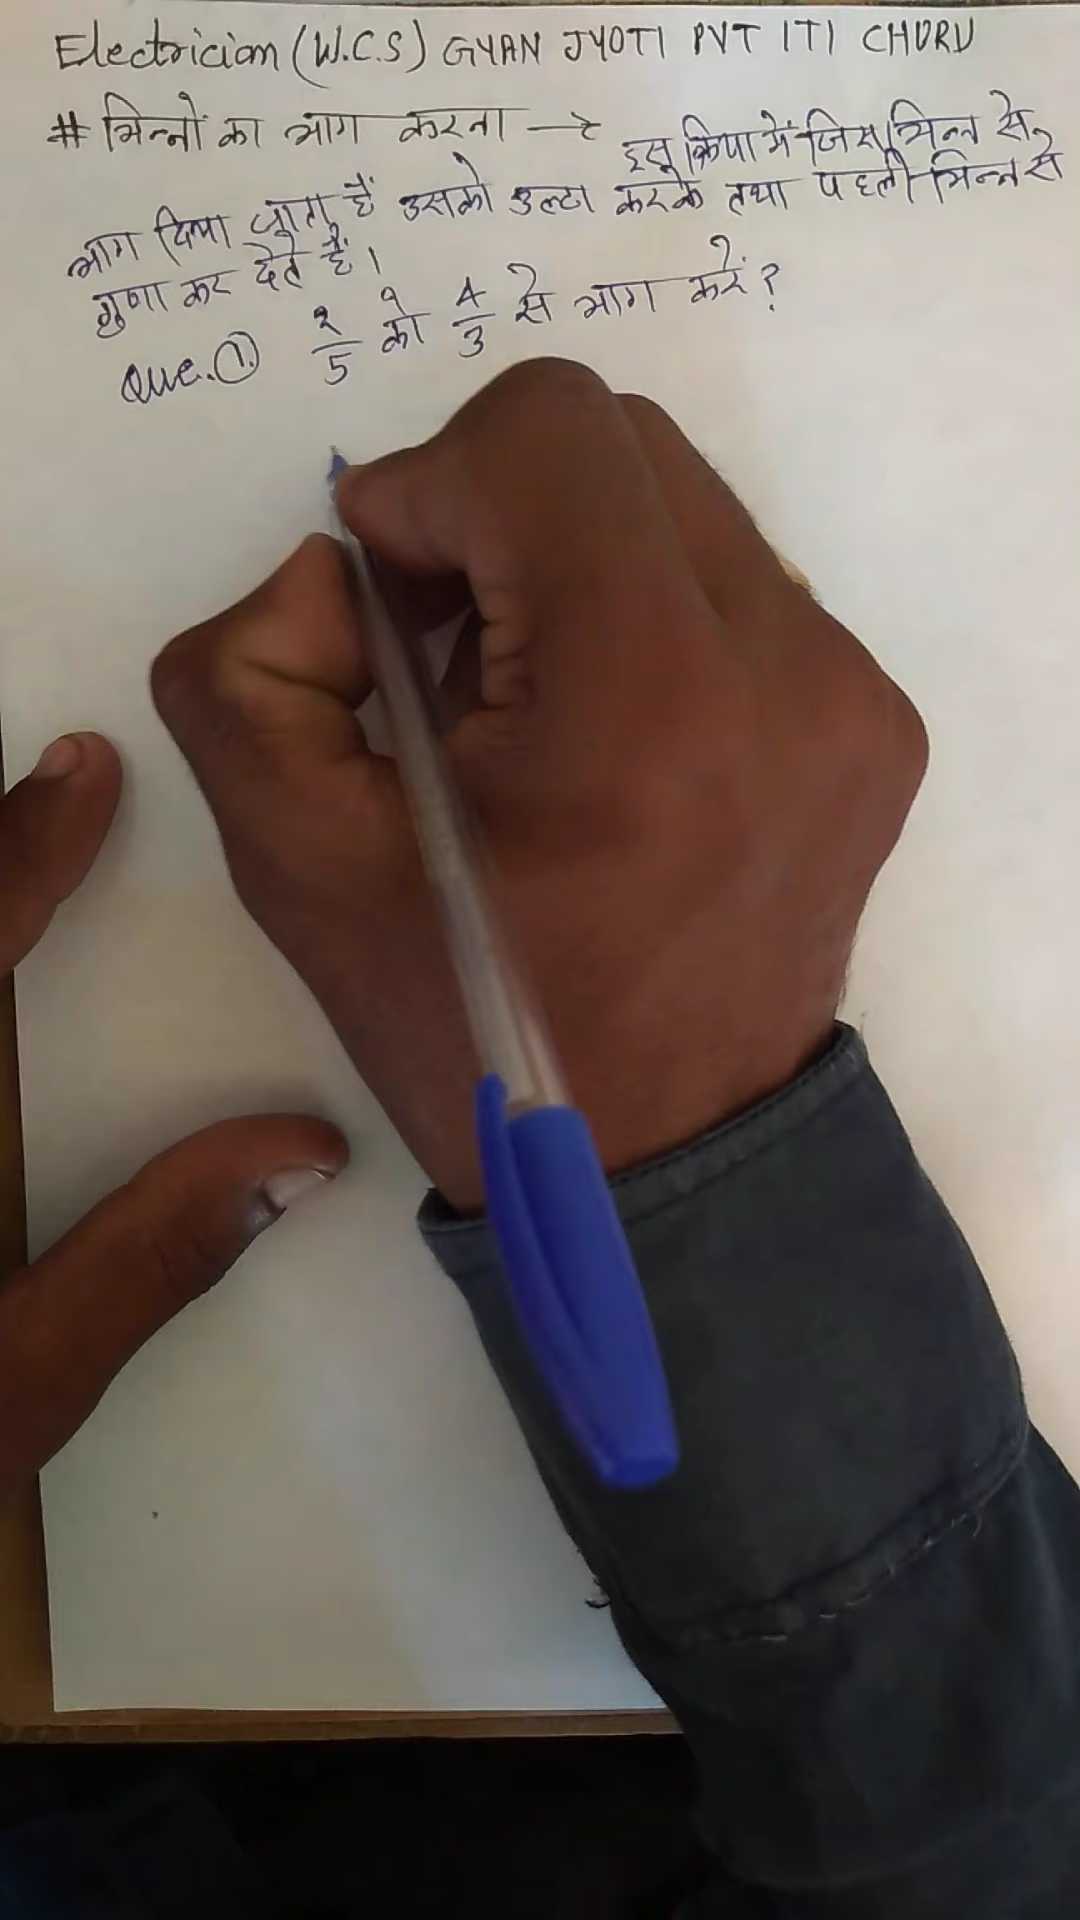 Electrician (W.C.S) GYAN JYOTI PVT ITI CHURU
# भिन्नों का भाग करना → इस क्रिया में जिस भिन्न से
भाग दिया जाता हैं उसको उल्टा करके तथा पहली भिन्न से
गुणा कर देते हैं।
Que. ① 2/5 को 4/3 से भाग करें?